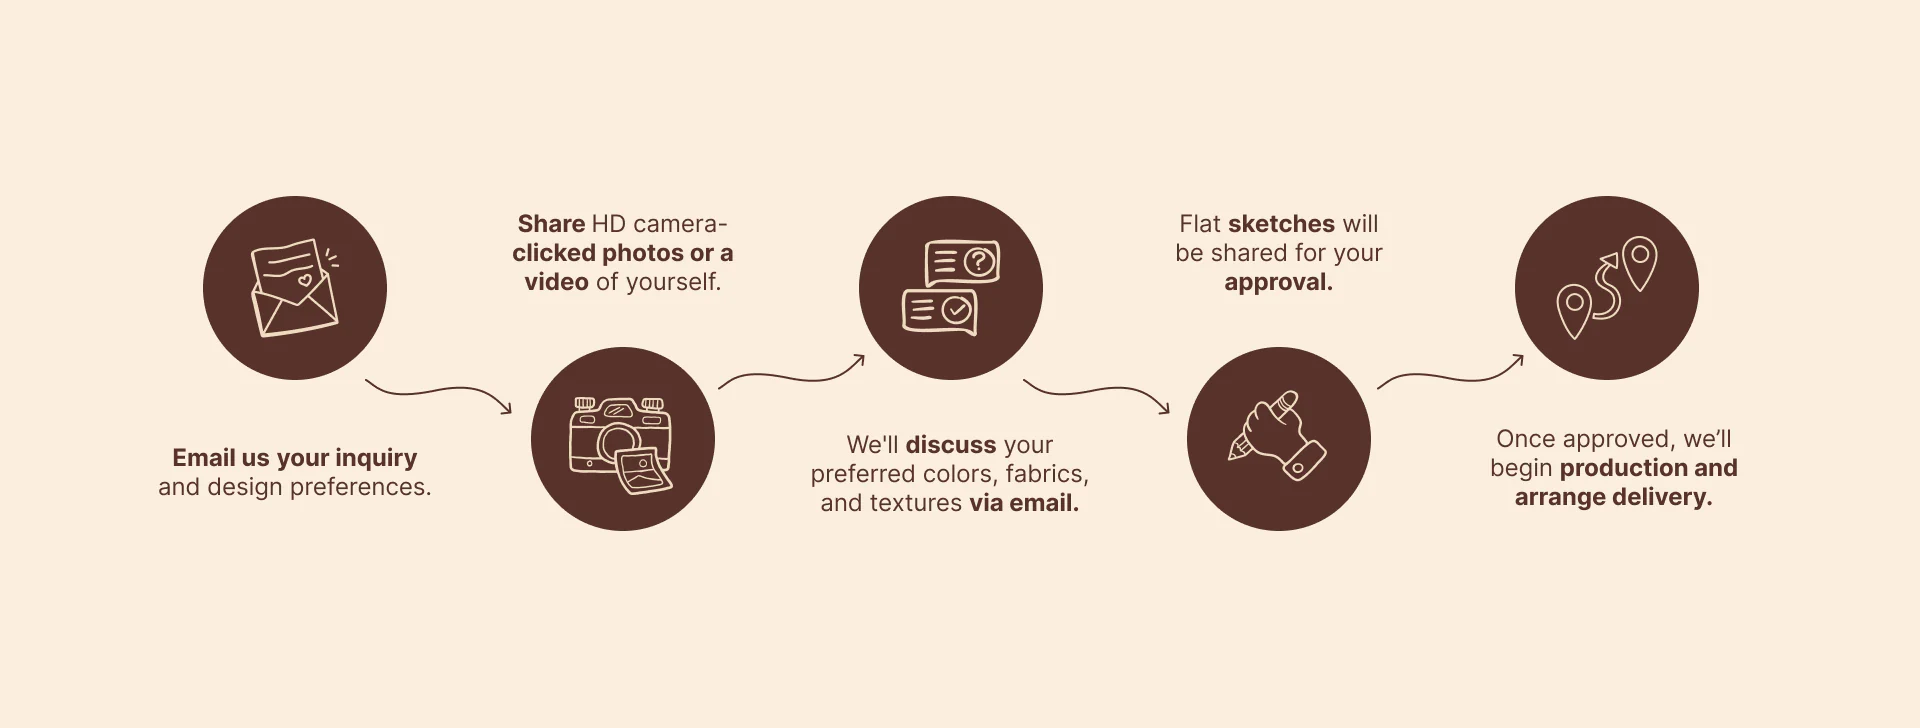 Email us your inquiry
and design preferences.
Share HD camera-
clicked photos or a
video of yourself.
We'll discuss your
preferred colors, fabrics,
and textures via email.
Flat sketches will
be shared for your
approval.
Once approved, we’ll
begin production and
arrange delivery.